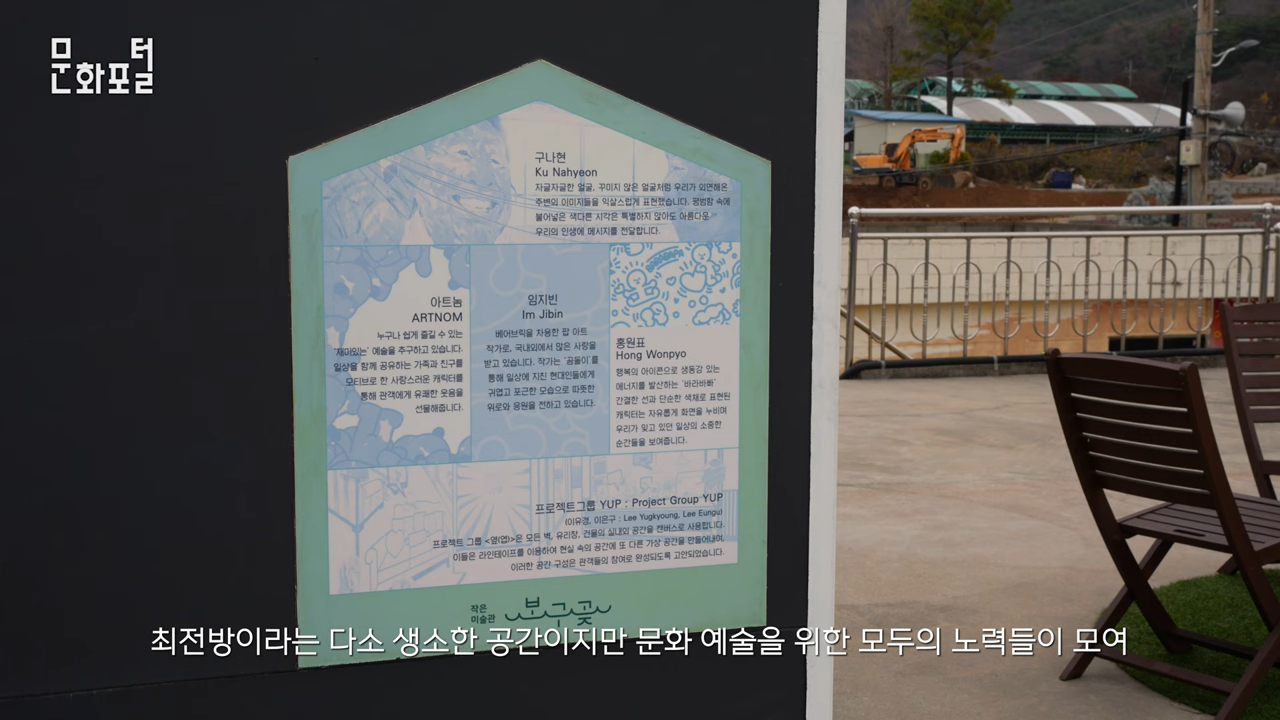 문화포털
구나현
Ku Nahyeon
자글자글한 얼굴, 꾸미지 않은 얼굴처럼 우리가 외면해온
주변의 이미지들을 익살스럽게 표현했습니다. 평범함 속에
불어넣은 색다른 시각은 특별하지 않아도 아름다운
우리의 인생에 메시지를 전달합니다.
아트놈
ARTNOM
누구나 쉽게 즐길 수 있는
'재미있는' 예술을 추구하고 있습니다.
일상을 함께 공유하는 가족과 친구를
모티브로 한 사랑스러운 캐릭터를
통해 관객에게 유쾌한 웃음을
선물해줍니다.
임지빈
Im Jibin
베어브릭을 차용한 팝 아트
작가로, 국내외에서 많은 사랑을
받고 있습니다. 작가는 '곰돌이'를
통해 일상에 지친 현대인들에게
귀엽고 포근한 모습으로 따뜻한
위로와 응원을 전하고 있습니다.
홍원표
Hong Wonpyo
행복의 아이콘으로 생동감 있는
에너지를 발산하는 '바라바빠'
간결한 선과 단순한 색채로 표현된
캐릭터는 자유롭게 화면을 누비며
우리가 잊고 있던 일상의 소중한
순간들을 보여줍니다.
프로젝트그룹 YUP : Project Group YUP
(이유경, 이은구 : Lee Yugkyoung, Lee Eungu)
프로젝트 그룹 <옆(엽)>은 모든 벽, 유리창, 건물의 실내외 공간을 캔버스로 사용합니다.
이들은 라인테이프를 이용하여 현실 속의 공간에 또 다른 가상 공간을 만들어내며,
이러한 공간 구성은 관객들의 참여로 완성되도록 고안되었습니다.
작은
미술관
보구곶
최전방이라는 다소 생소한 공간이지만 문화 예술을 위한 모두의 노력들이 모여